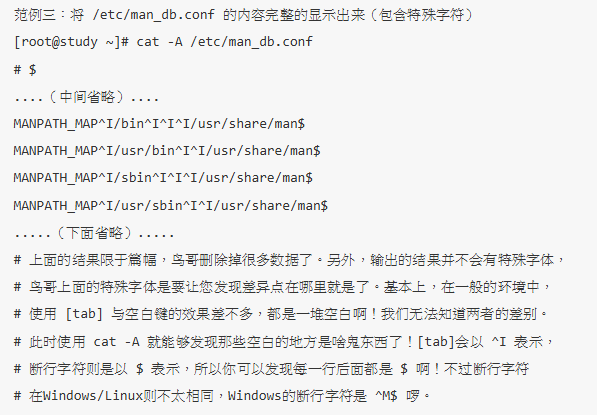 范例三：将 /etc/man_db.conf 的内容完整的显示出来（包含特殊字符）
[root@study ~]# cat -A /etc/man_db.conf
# $
....（中间省略）....
MANPATH_MAP^I/bin^I^I^I/usr/share/man$
MANPATH_MAP^I/usr/bin^I^I/usr/share/man$
MANPATH_MAP^I/sbin^I^I^I/usr/share/man$
MANPATH_MAP^I/usr/sbin^I^I/usr/share/man$
.....（下面省略）.....
# 上面的结果限于篇幅，鸟哥删除掉很多数据了。另外，输出的结果并不会有特殊字体，
# 鸟哥上面的特殊字体是要让您发现差异点在哪里就是了。基本上，在一般的环境中，
# 使用 [tab] 与空白键的效果差不多，都是一堆空白啊！我们无法知道两者的差别。
# 此时使用 cat -A 就能够发现那些空白的地方是啥鬼东西了！[tab]会以 ^I 表示，
# 断行字符则是以 $ 表示，所以你可以发现每一行后面都是 $ 啊！不过断行字符
# 在Windows/Linux则不太相同，Windows的断行字符是 ^M$ 啰。